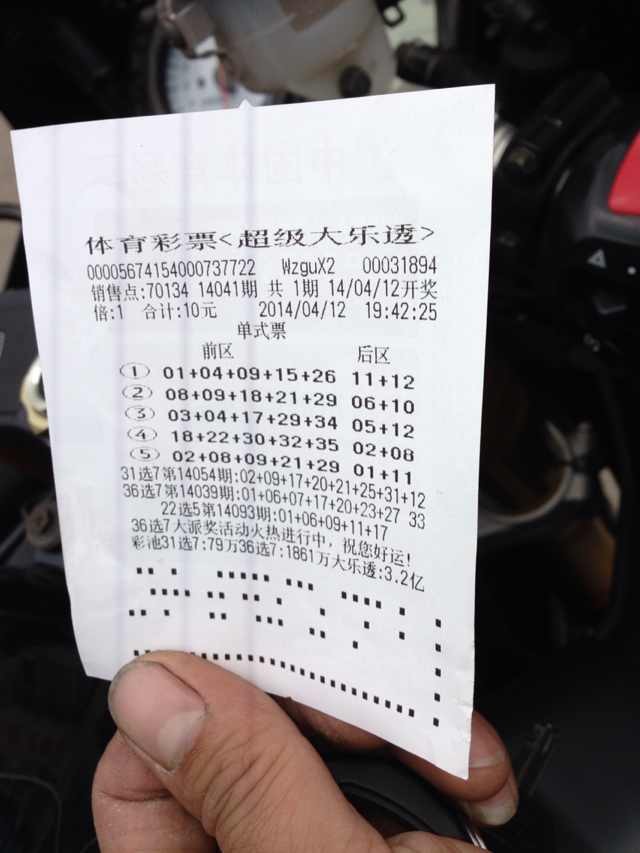 体育彩票<超级大乐透>
00005674154000737722 WzguX2 00031894
销售点:70134 14041期 共 1期 14/04/12开奖
倍:1 合计:10元 2014/04/12 19:42:25
单式票
前区 后区
① 01+04+09+15+26 11+12
② 08+09+18+21+29 06+10
③ 03+04+17+29+34 05+12
④ 18+22+30+32+35 02+08
⑤ 02+08+09+21+29 01+11
31选7第14054期:02+09+17+20+21+25+31+12
36选7第14039期:01+06+07+17+20+23+27 33
22选5第14093期:01+06+09+11+17
36选7大派奖活动火热进行中，祝您好运!
彩池31选7:79万36选7:1861万大乐透:3.2亿